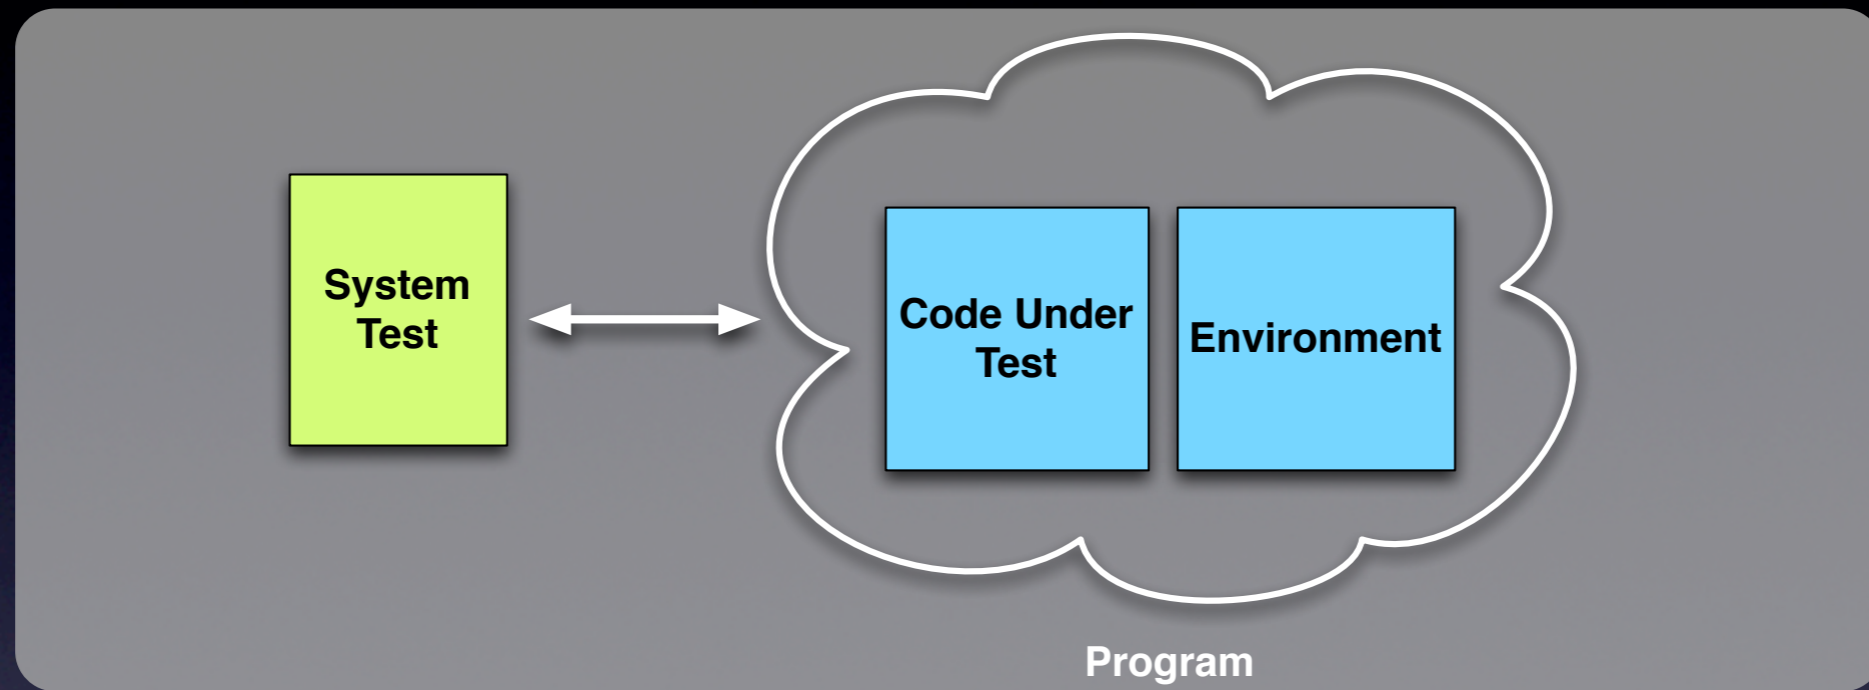 System
Test
Code Under
Test
Environment
Program